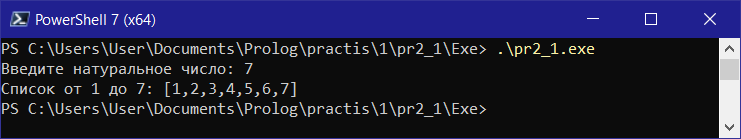 PowerShell 7 (x64)
PS C:\Users\User\Documents\Prolog\practis\1\pr2_1\Exe> .\pr2_1.exe
Введите натуральное число: 7
Список от 1 до 7: [1,2,3,4,5,6,7]
PS C:\Users\User\Documents\Prolog\practis\1\pr2_1\Exe>